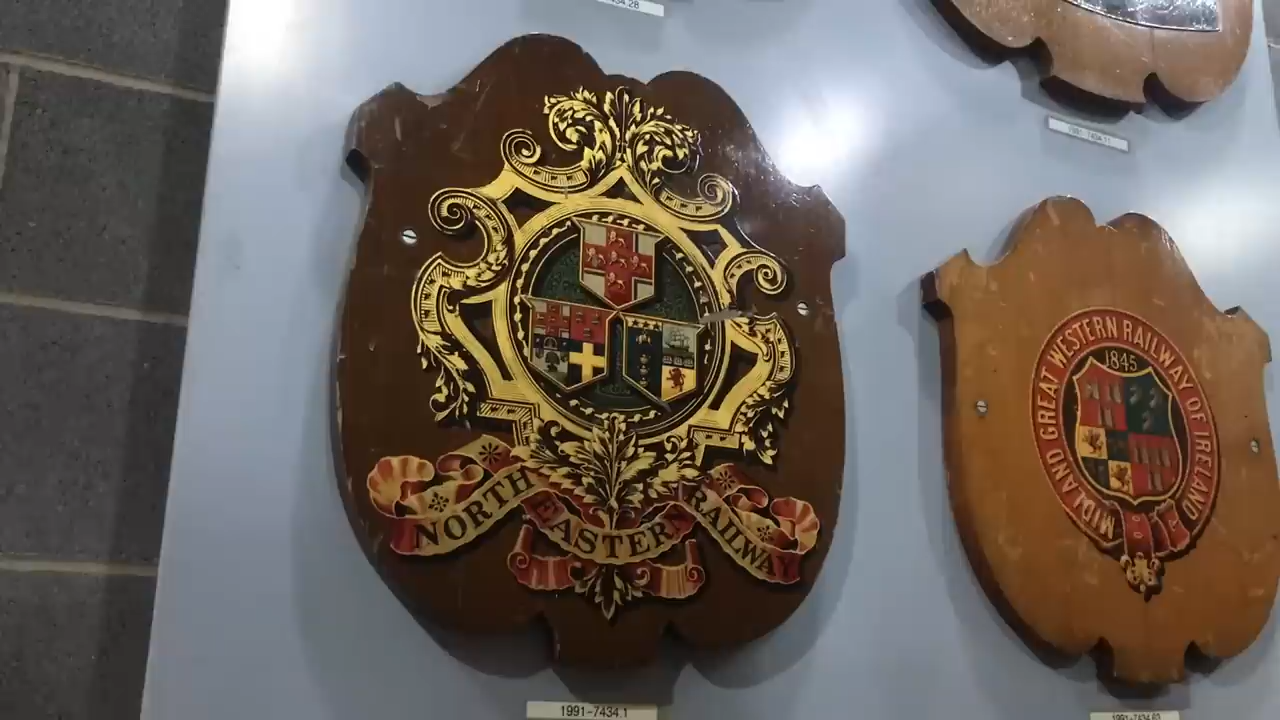 NORTH EASTERN RAILWAY
1991-7434.1
MIDLAND GREAT WESTERN RAILWAY OF IRELAND
1845